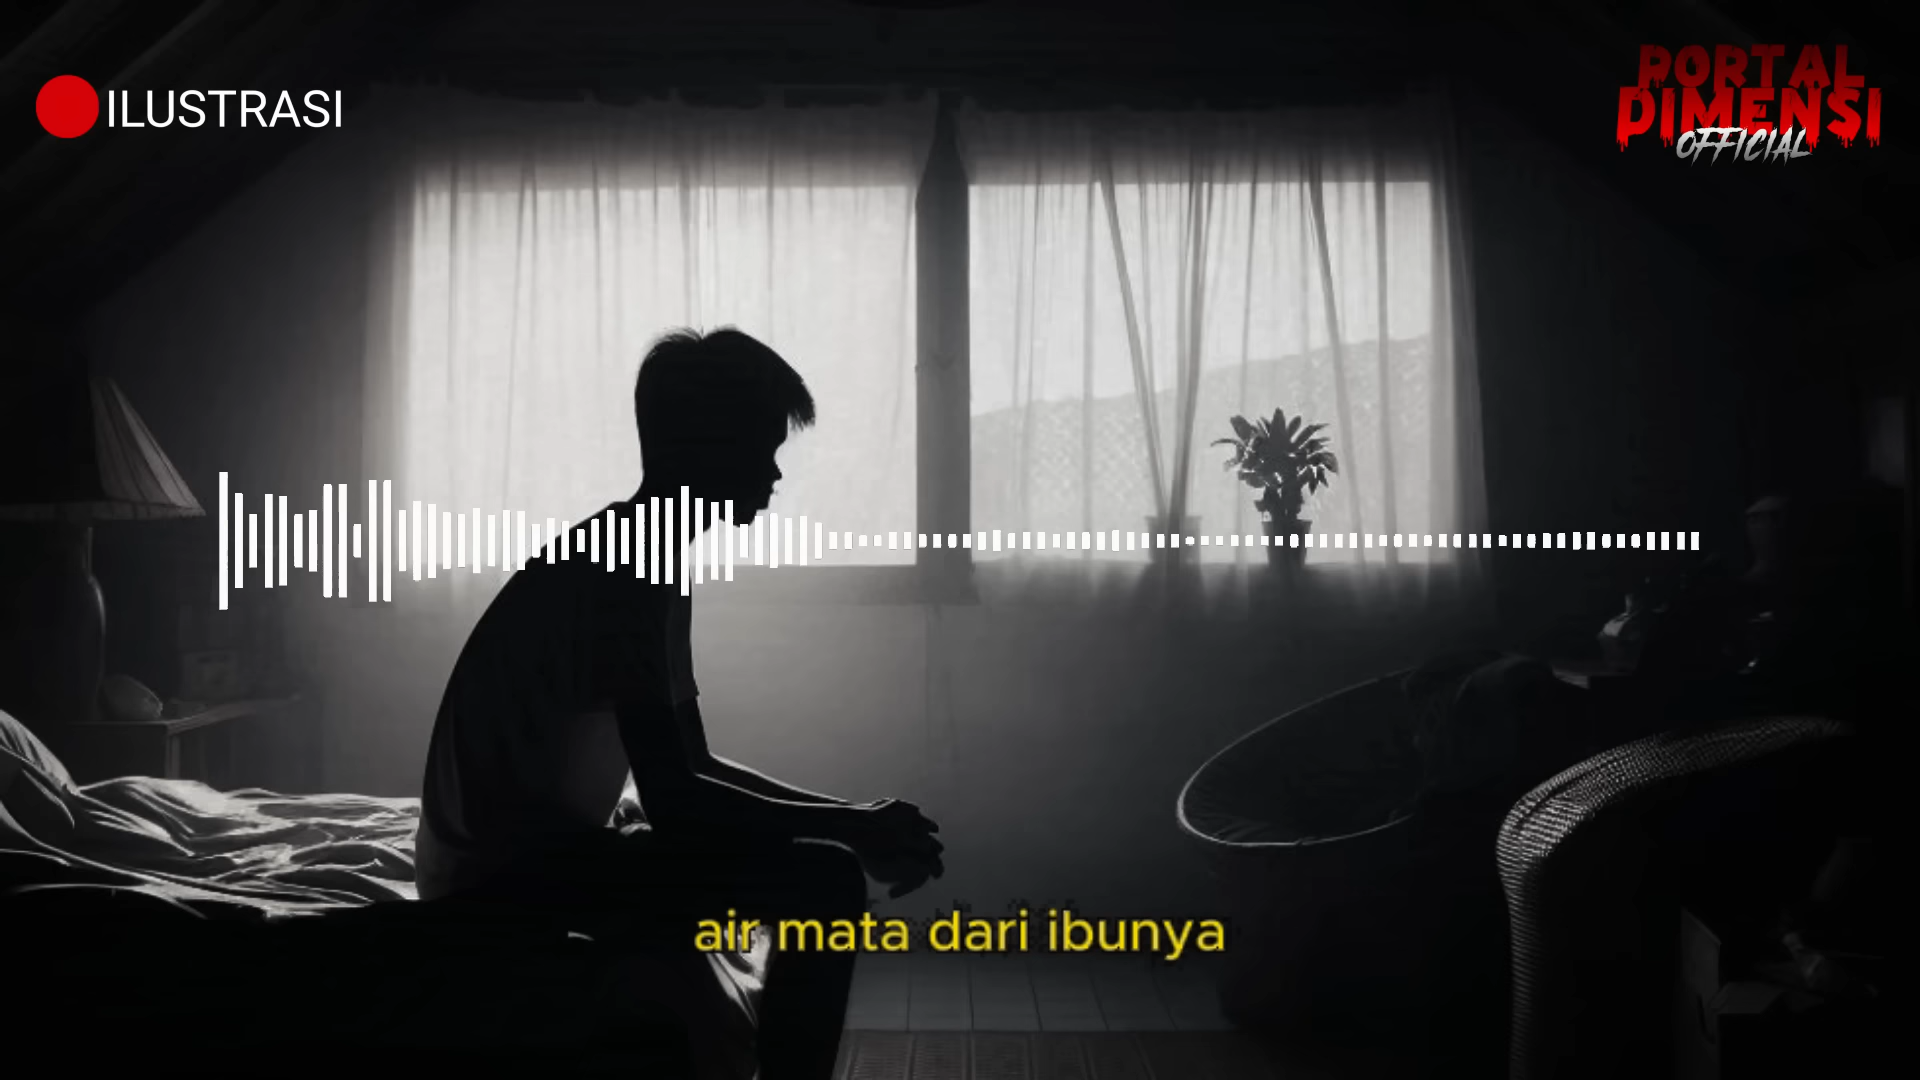 ILUSTRASI
PORTAL
DIMENSI
OFFICIAL
air mata dari ibunya